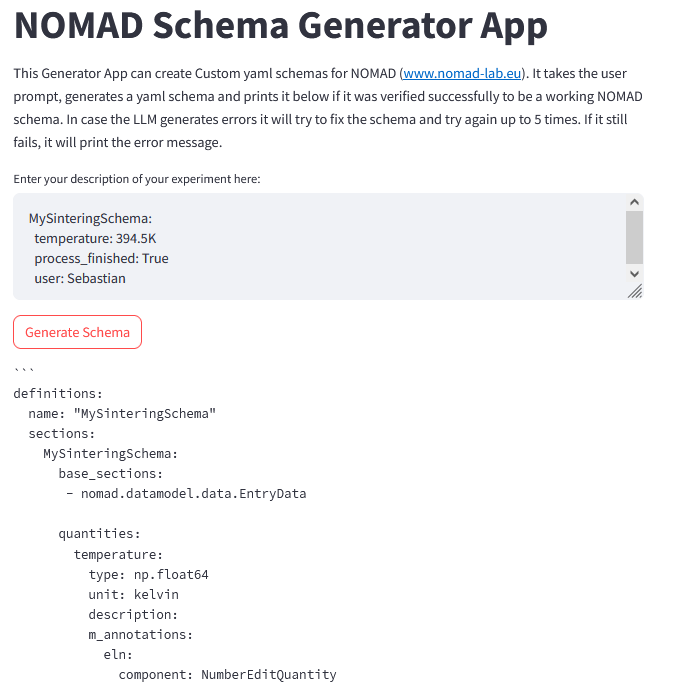 NOMAD Schema Generator App
This Generator App can create Custom yaml schemas for NOMAD (www.nomad-lab.eu). It takes the user
prompt, generates a yaml schema and prints it below if it was verified successfully to be a working NOMAD
schema. In case the LLM generates errors it will try to fix the schema and try again up to 5 times. If it still
fails, it will print the error message.
Enter your description of your experiment here:
MySinteringSchema:
  temperature: 394.5K
  process_finished: True
  user: Sebastian
Generate Schema
```
definitions:
  name: "MySinteringSchema"
  sections:
    MySinteringSchema:
      base_sections:
       - nomad.datamodel.data.EntryData
      quantities:
        temperature:
          type: np.float64
          unit: kelvin
          description:
          m_annotations:
            eln:
              component: NumberEditQuantity